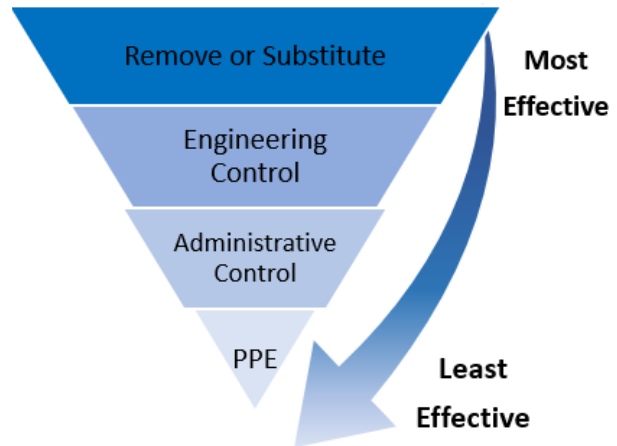 Remove or Substitute
Most
Effective
Engineering
Control
Administrative
Control
PPE
Least
Effective